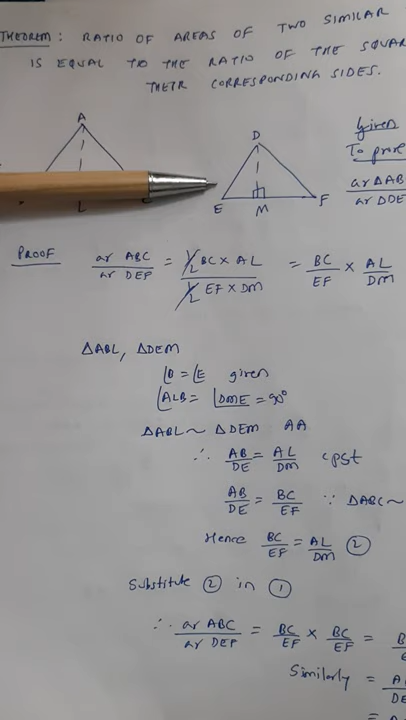 THEOREM: RATIO OF AREAS OF TWO SIMILAR
IS EQUAL TO THE RATIO OF THE SQUAR
THEIR CORRESPONDING SIDES.
A
L
D
E
M
F
Given
To prove
ar ΔAB
ar ΔDE
PROOF
ar ABC / ar DEF = 1/2 BC × AL / 1/2 EF × DM = BC/EF × AL/DM
ΔABL, ΔDEM
∠B = ∠E given
∠ALB = ∠DME = 90°
ΔABL ~ ΔDEM AA
∴ AB/DE = AL/DM cpst
AB/DE = BC/EF ∵ ΔABC ~
Hence BC/EF = AL/DM ②
Substitute ② in ①
∴ ar ABC / ar DEF = BC/EF × BC/EF = B
Similarly = A
DE
=